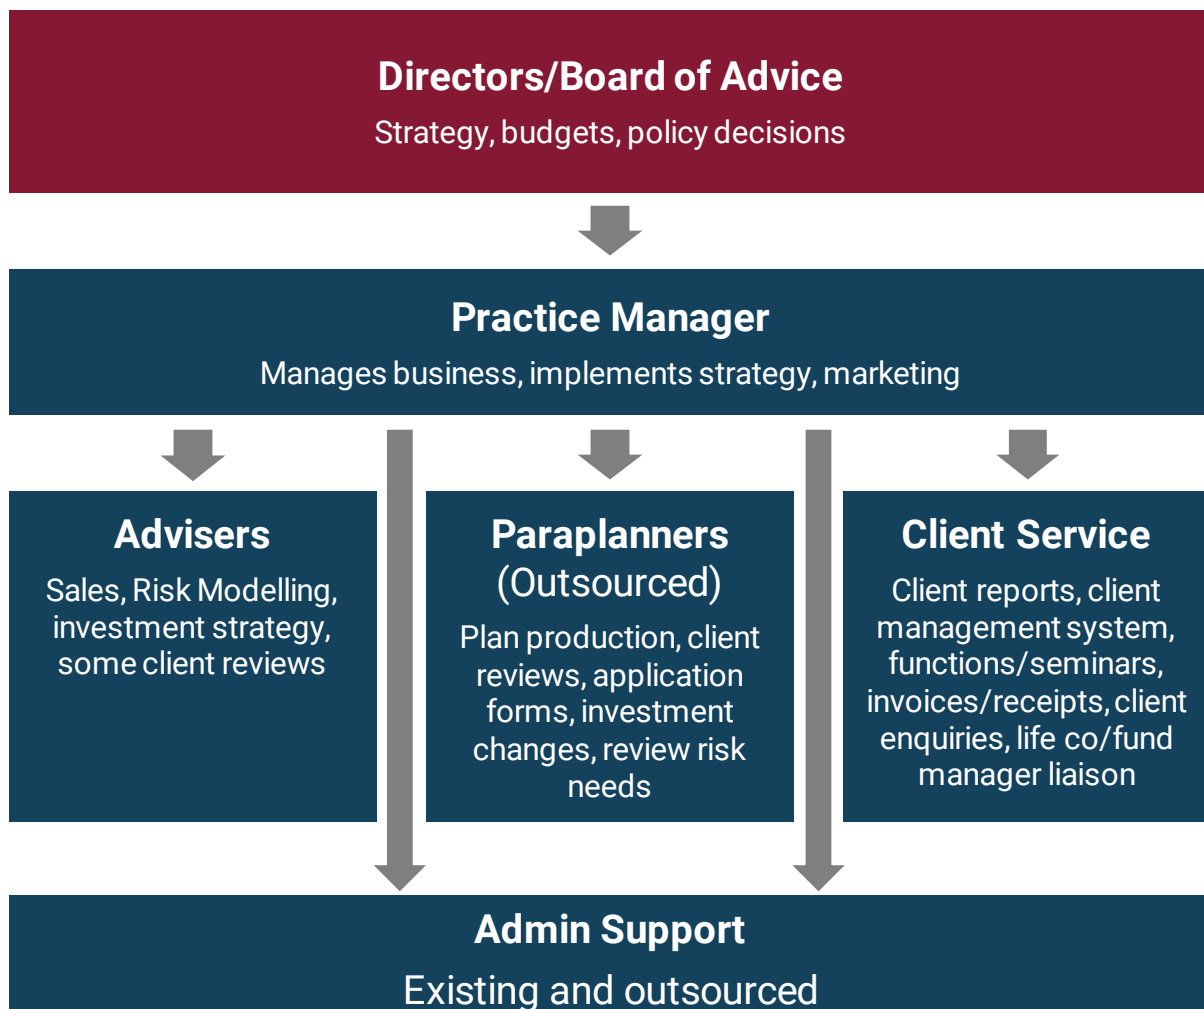 Directors/Board of Advice
Strategy, budgets, policy decisions
Practice Manager
Manages business, implements strategy, marketing
Advisers
Sales, Risk Modelling,
investment strategy,
some client reviews
Paraplanners
(Outsourced)
Plan production, client
reviews, application
forms, investment
changes, review risk
needs
Client Service
Client reports, client
management system,
functions/seminars,
invoices/receipts, client
enquiries, life co/fund
manager liaison
Admin Support
Existing and outsourced